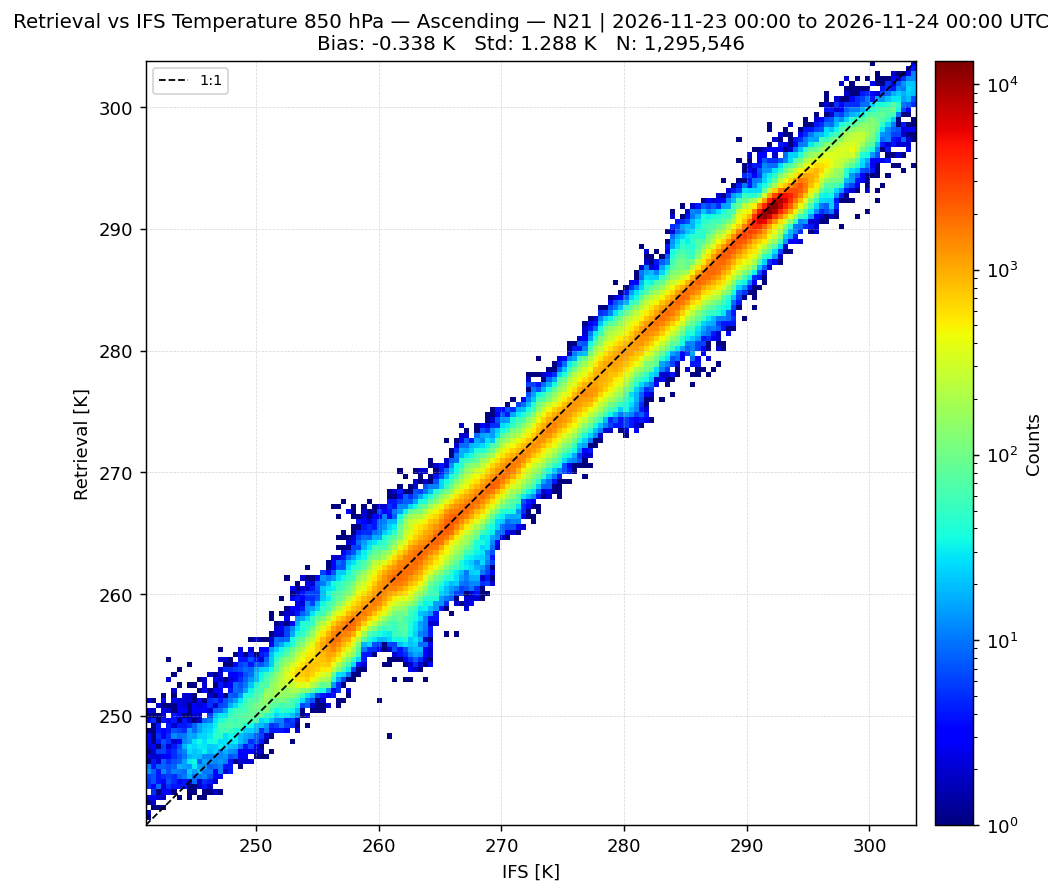 Retrieval vs IFS Temperature 850 hPa — Ascending — N21 | 2026-11-23 00:00 to 2026-11-24 00:00 UTC
Bias: -0.338 K   Std: 1.288 K   N: 1,295,546
1:1
300
290
280
270
260
250
Retrieval [K]
250 260 270 280 290 300
IFS [K]
10⁴
10³
10²
10¹
10⁰
Counts